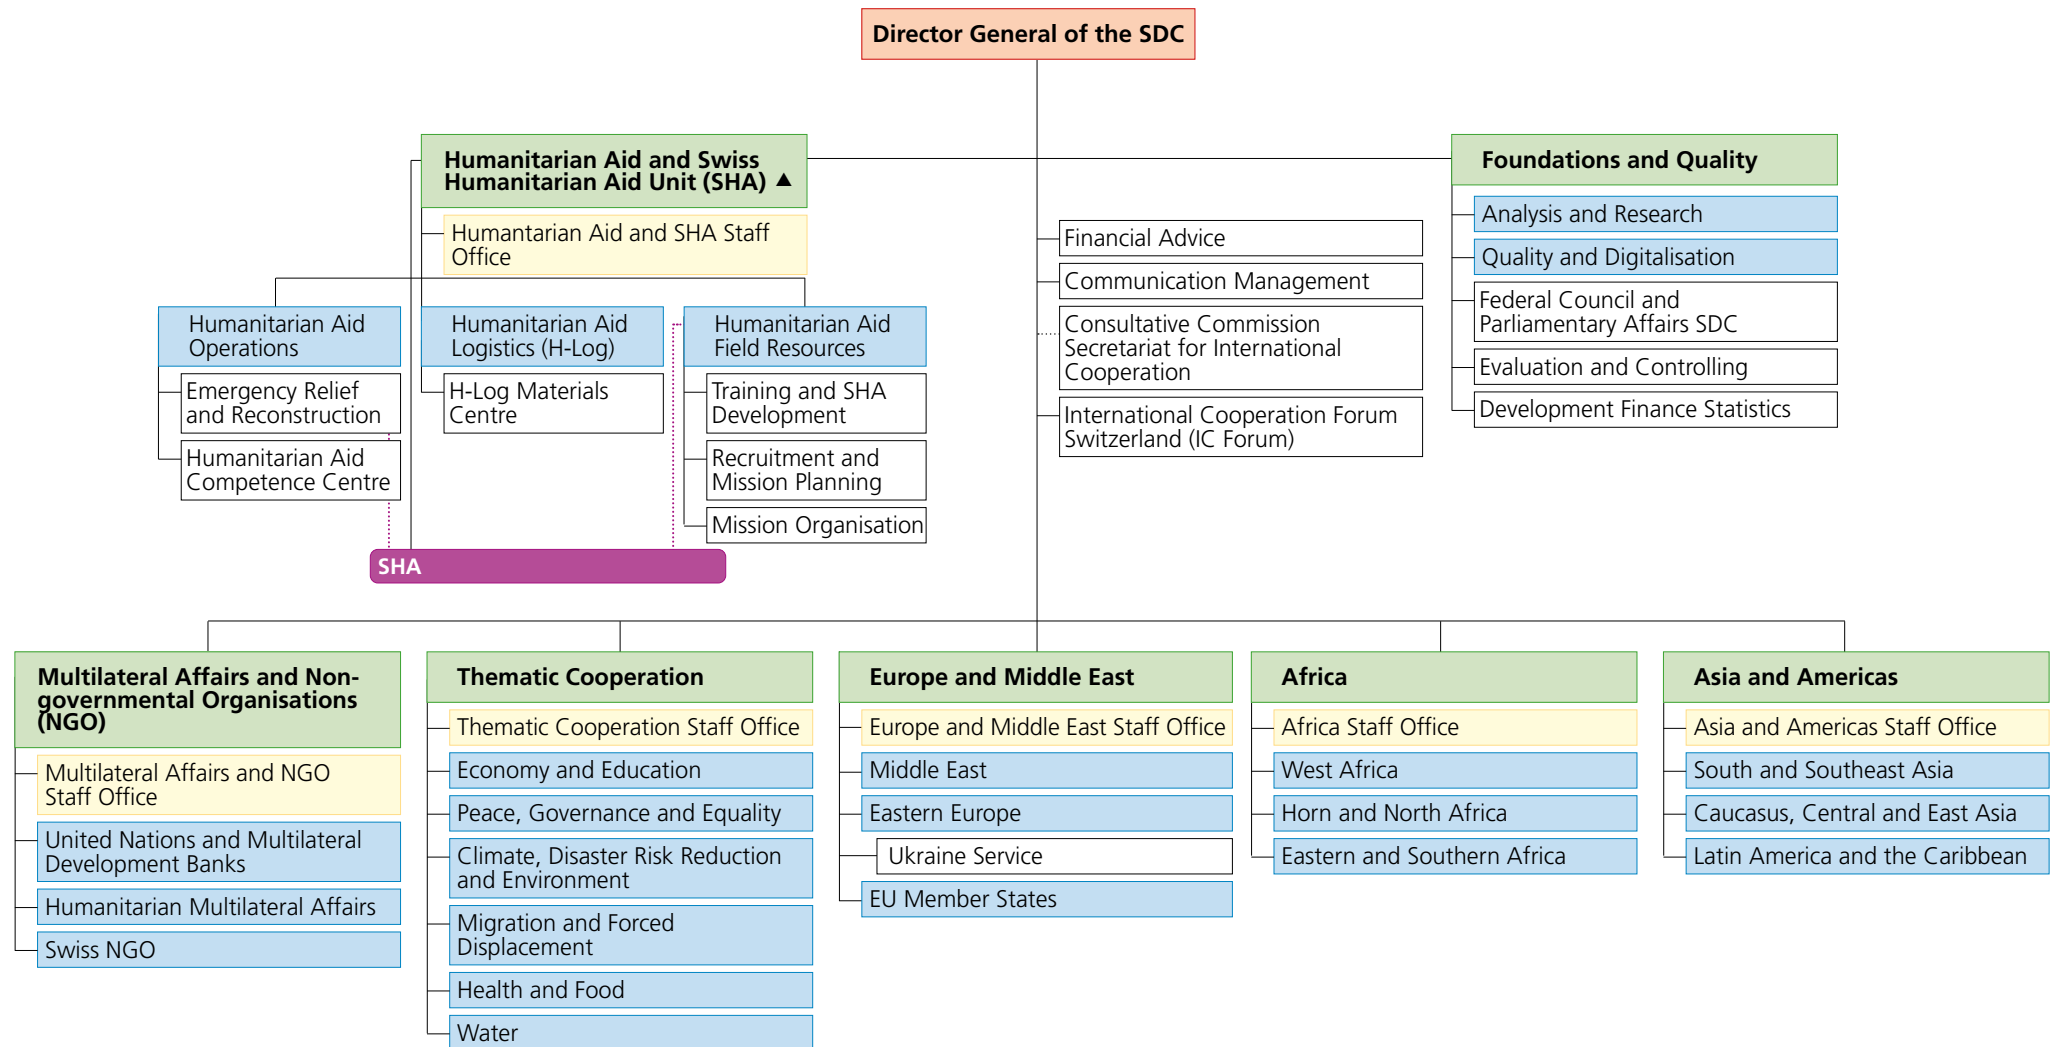 Director General of the SDC
Humanitarian Aid and Swiss
Humanitarian Aid Unit (SHA) ▲
Humantarian Aid and SHA Staff
Office
Humanitarian Aid
Operations
Emergency Relief
and Reconstruction
Humanitarian Aid
Competence Centre
Humanitarian Aid
Logistics (H-Log)
H-Log Materials
Centre
Humanitarian Aid
Field Resources
Training and SHA
Development
Recruitment and
Mission Planning
Mission Organisation
SHA
Financial Advice
Communication Management
Consultative Commission
Secretariat for International
Cooperation
International Cooperation Forum
Switzerland (IC Forum)
Foundations and Quality
Analysis and Research
Quality and Digitalisation
Federal Council and
Parliamentary Affairs SDC
Evaluation and Controlling
Development Finance Statistics
Multilateral Affairs and Non-
governmental Organisations
(NGO)
Multilateral Affairs and NGO
Staff Office
United Nations and Multilateral
Development Banks
Humanitarian Multilateral Affairs
Swiss NGO
Thematic Cooperation
Thematic Cooperation Staff Office
Economy and Education
Peace, Governance and Equality
Climate, Disaster Risk Reduction
and Environment
Migration and Forced
Displacement
Health and Food
Water
Europe and Middle East
Europe and Middle East Staff Office
Middle East
Eastern Europe
Ukraine Service
EU Member States
Africa
Africa Staff Office
West Africa
Horn and North Africa
Eastern and Southern Africa
Asia and Americas
Asia and Americas Staff Office
South and Southeast Asia
Caucasus, Central and East Asia
Latin America and the Caribbean